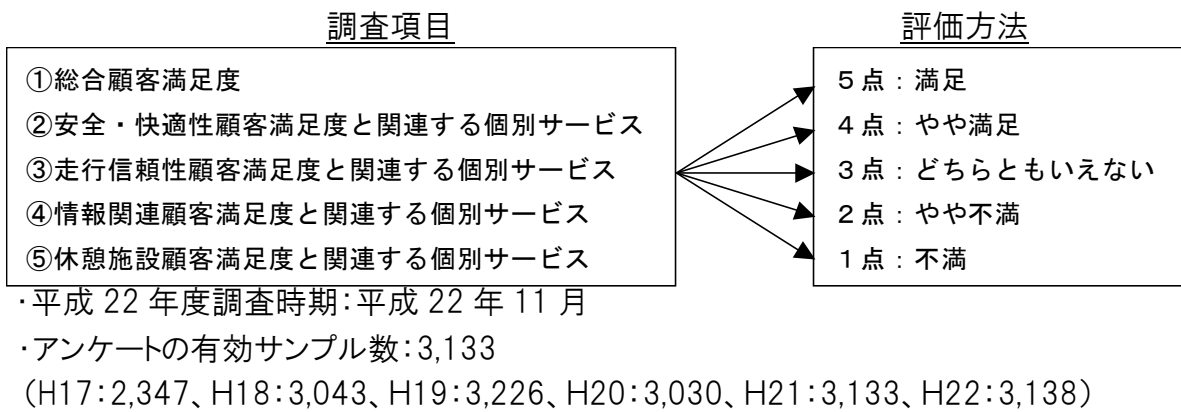 調査項目
評価方法
①総合顧客満足度
②安全・快適性顧客満足度と関連する個別サービス
③走行信頼性顧客満足度と関連する個別サービス
④情報関連顧客満足度と関連する個別サービス
⑤休憩施設顧客満足度と関連する個別サービス
5点:満足
4点:やや満足
3点:どちらともいえない
2点:やや不満
1点:不満
・平成 22 年度調査時期:平成 22 年 11 月
・アンケートの有効サンプル数:3,133
(H17:2,347、H18:3,043、H19:3,226、H20:3,030、H21:3,133、H22:3,138)